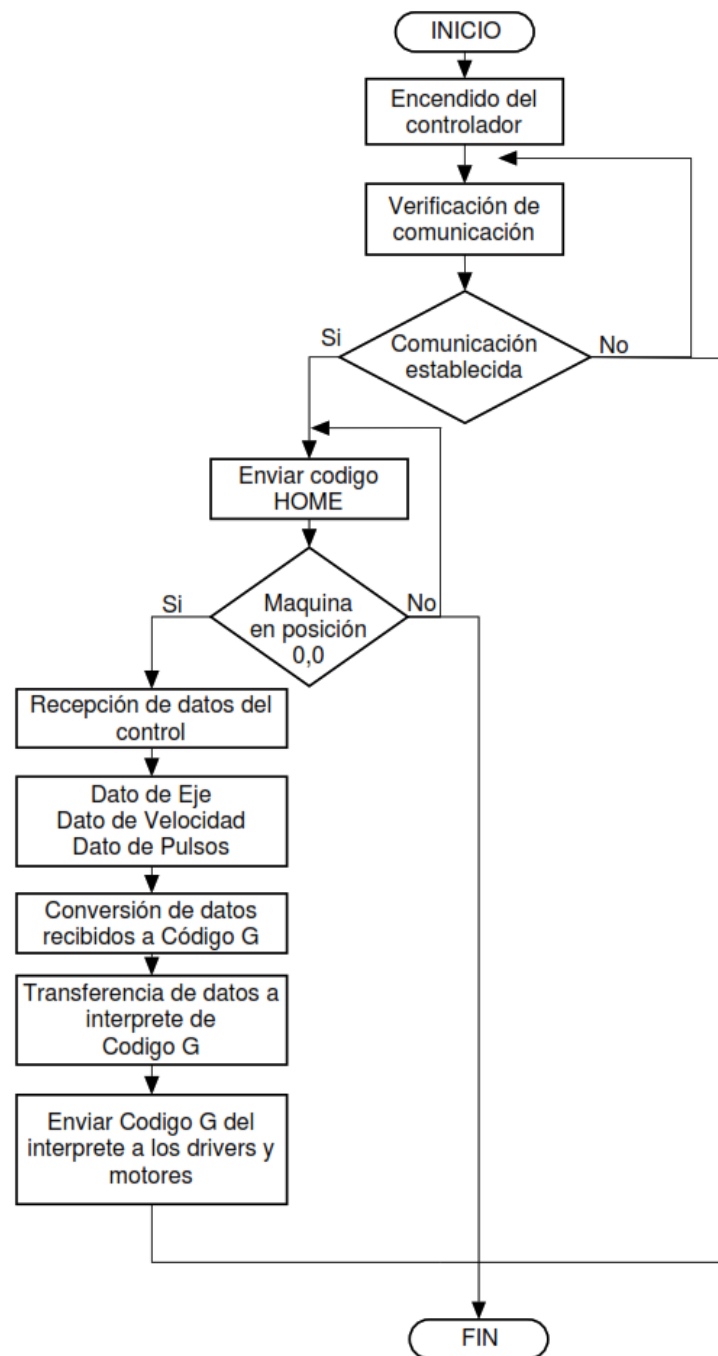 INICIO
Encendido del
controlador
Verificación de
comunicación
Si
Comunicación
establecida
No
Enviar codigo
HOME
Si
Maquina
en posición
0,0
No
Recepción de datos del
control
Dato de Eje
Dato de Velocidad
Dato de Pulsos
Conversión de datos
recibidos a Código G
Transferencia de datos a
interprete de
Codigo G
Enviar Codigo G del
interprete a los drivers y
motores
FIN